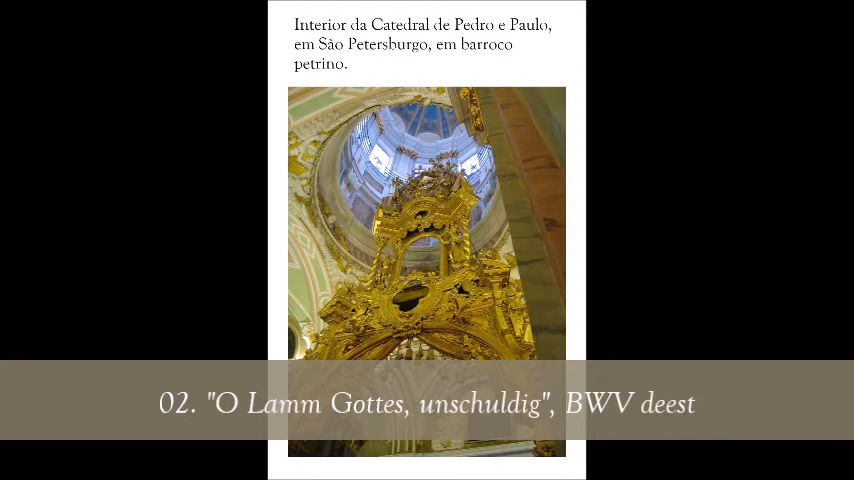 Interior da Catedral de Pedro e Paulo,
em São Petersburgo, em barroco
petrino.
02. "O Lamm Gottes, unschuldig", BWV deest